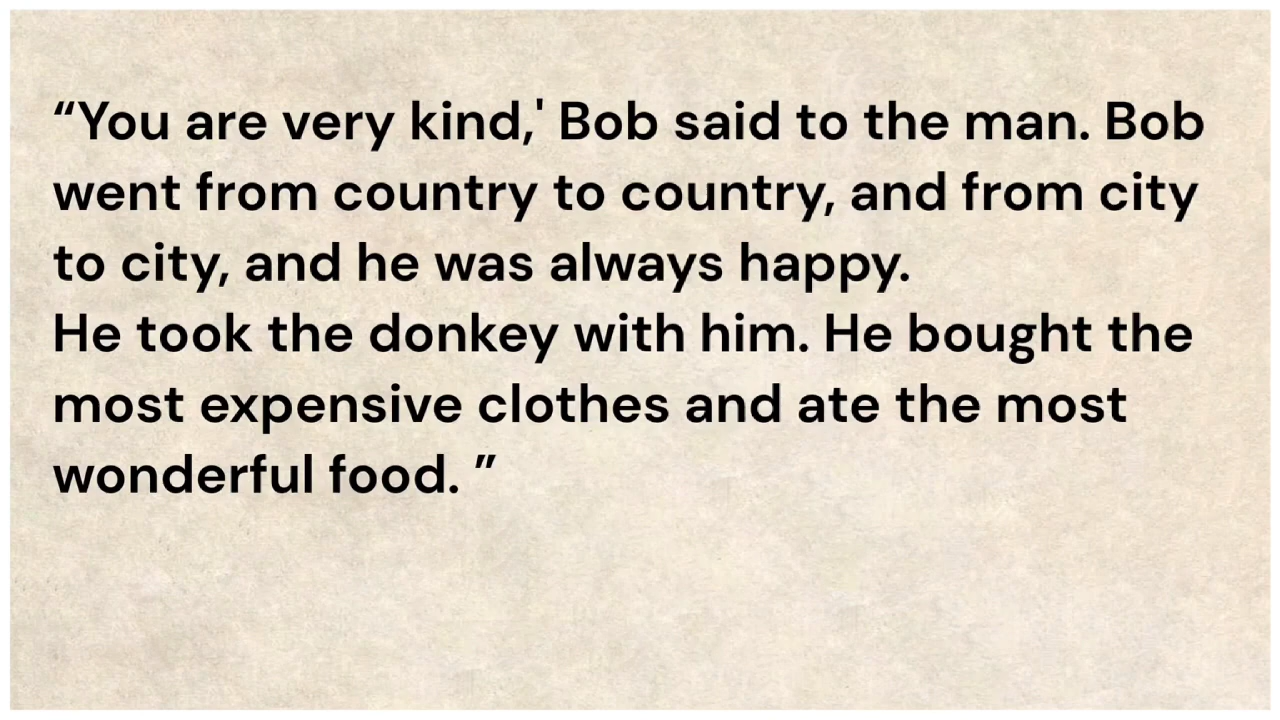 “You are very kind,' Bob said to the man. Bob
went from country to country, and from city
to city, and he was always happy.
He took the donkey with him. He bought the
most expensive clothes and ate the most
wonderful food. ”